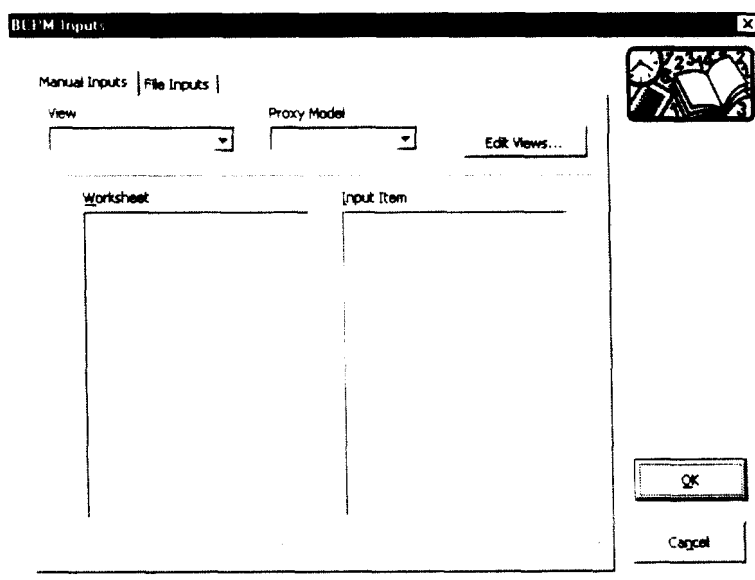 BCPM Inputs
Manual Inputs File Inputs
View Proxy Model
Edit Views...
Worksheet Input Item
OK
Cancel